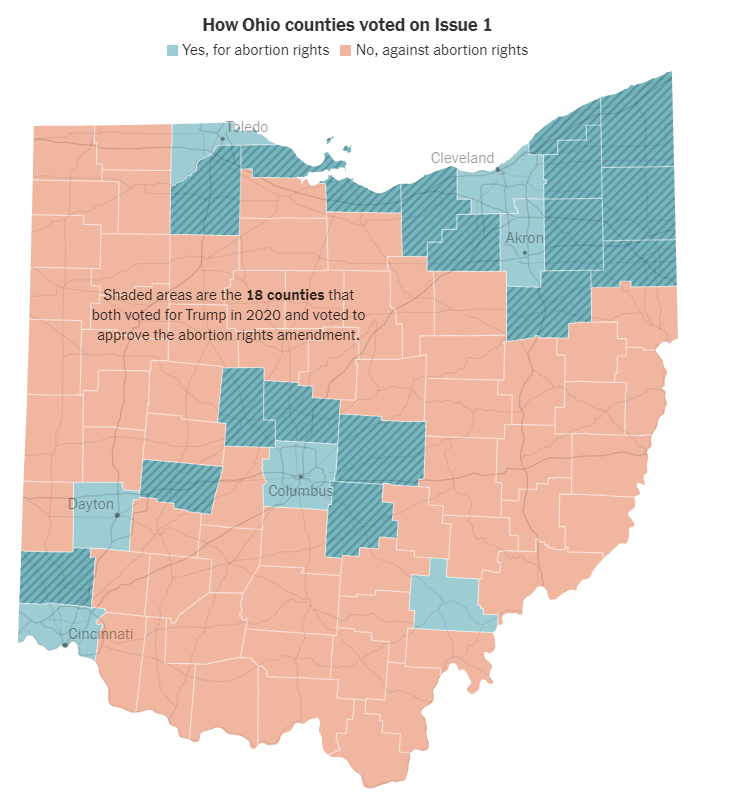 How Ohio counties voted on Issue 1
Yes, for abortion rights No, against abortion rights
Toledo
Cleveland
Akron
Shaded areas are the 18 counties that
both voted for Trump in 2020 and voted to
approve the abortion rights amendment.
Columbus
Dayton
Cincinnati